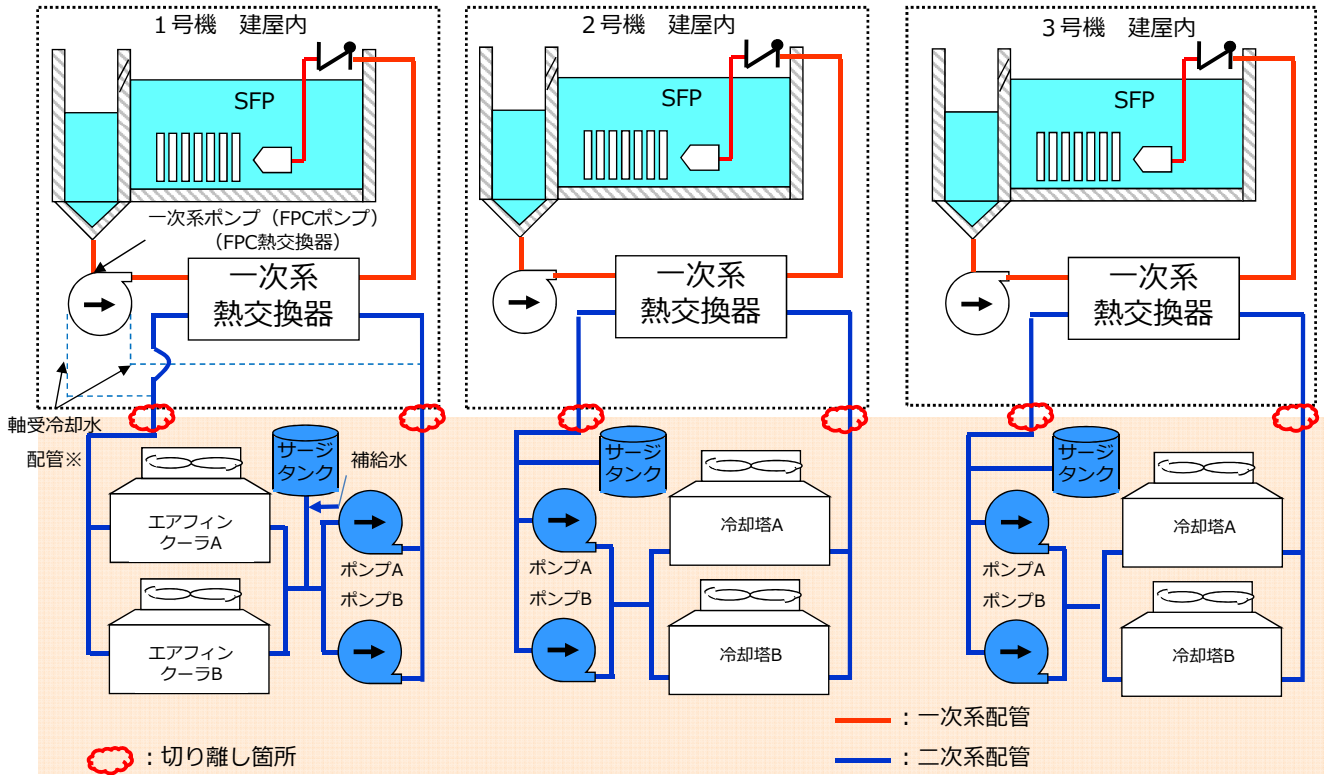 １号機　建屋内
SFP
一次系ポンプ（FPCポンプ）
（FPC熱交換器）
一次系
熱交換器
軸受冷却水
配管※
サージ
タンク
補給水
エアフィン
クーラA
エアフィン
クーラB
ポンプA
ポンプB
２号機　建屋内
SFP
一次系
熱交換器
サージ
タンク
ポンプA
ポンプB
冷却塔A
冷却塔B
３号機　建屋内
SFP
一次系
熱交換器
サージ
タンク
ポンプA
ポンプB
冷却塔A
冷却塔B
：切り離し箇所
：一次系配管
：二次系配管